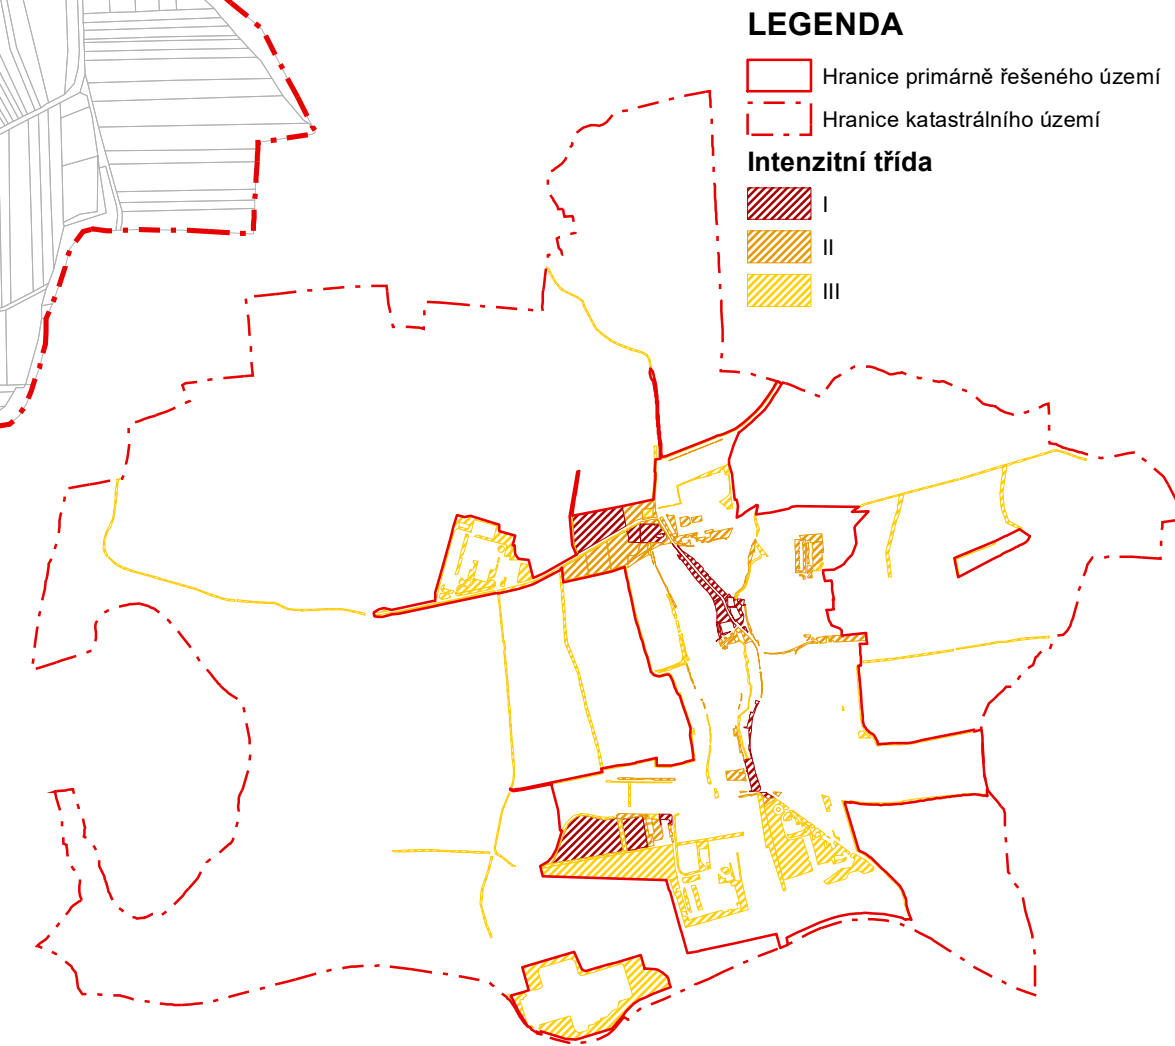 LEGENDA
Hranice primárně řešeného území
Hranice katastrálního území
Intenzitní třída
I
II
III